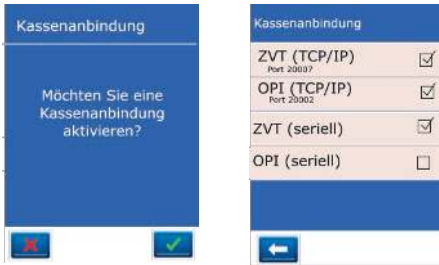 Kassenanbindung
Möchten Sie eine
Kassenanbindung
aktivieren?
Kassenanbindung
ZVT (TCP/IP)
Port 20007
OPI (TCP/IP)
Port 20002
ZVT (seriell)
OPI (seriell)